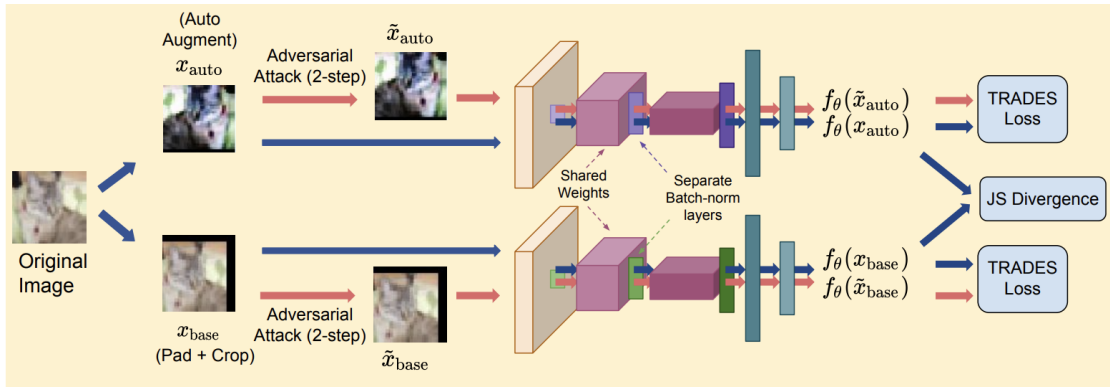 (Auto
Augment)
x_auto
Adversarial
Attack (2-step)
x̃_auto
f_θ(x̃_auto)
f_θ(x_auto)
TRADES
Loss
Original
Image
Shared
Weights
Separate
Batch-norm
layers
JS Divergence
x_base
(Pad + Crop)
Adversarial
Attack (2-step)
x̃_base
f_θ(x_base)
f_θ(x̃_base)
TRADES
Loss